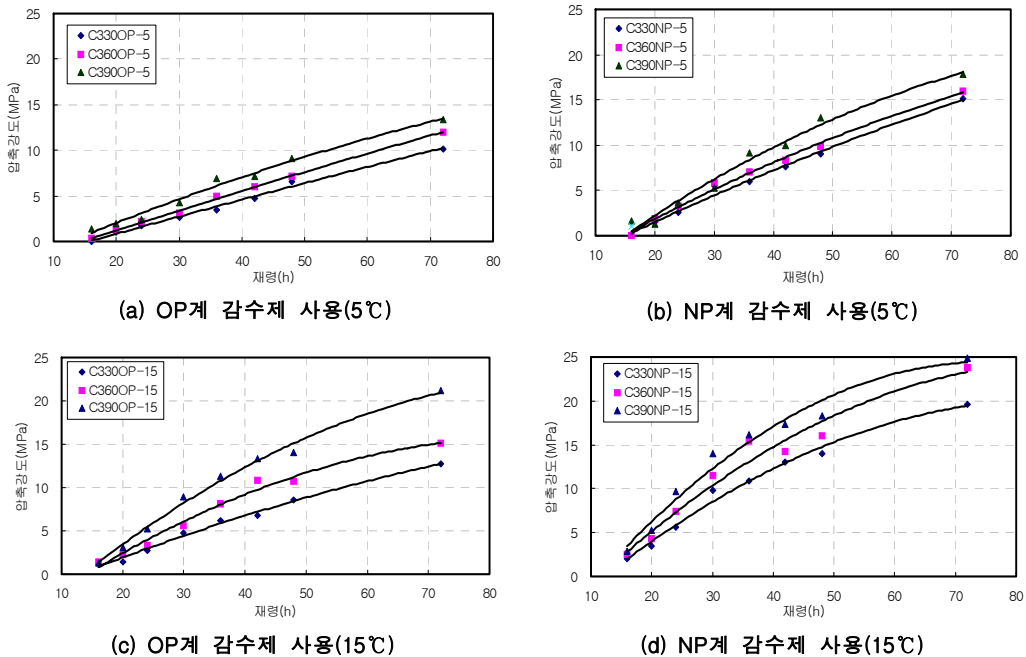 25
20
15
10
5
0
압축강도(MPa)
C330OP-5
C360OP-5
C390OP-5
10 20 30 40 50 60 70 80
재령(h)
(a) OP계 감수제 사용(5℃)
25
20
15
10
5
0
압축강도(MPa)
C330NP-5
C360NP-5
C390NP-5
10 20 30 40 50 60 70 80
재령(h)
(b) NP계 감수제 사용(5℃)
25
20
15
10
5
0
압축강도(MPa)
C330OP-15
C360OP-15
C390OP-15
10 20 30 40 50 60 70 80
재령(h)
(c) OP계 감수제 사용(15℃)
25
20
15
10
5
0
압축강도(MPa)
C330NP-15
C360NP-15
C390NP-15
10 20 30 40 50 60 70 80
재령(h)
(d) NP계 감수제 사용(15℃)